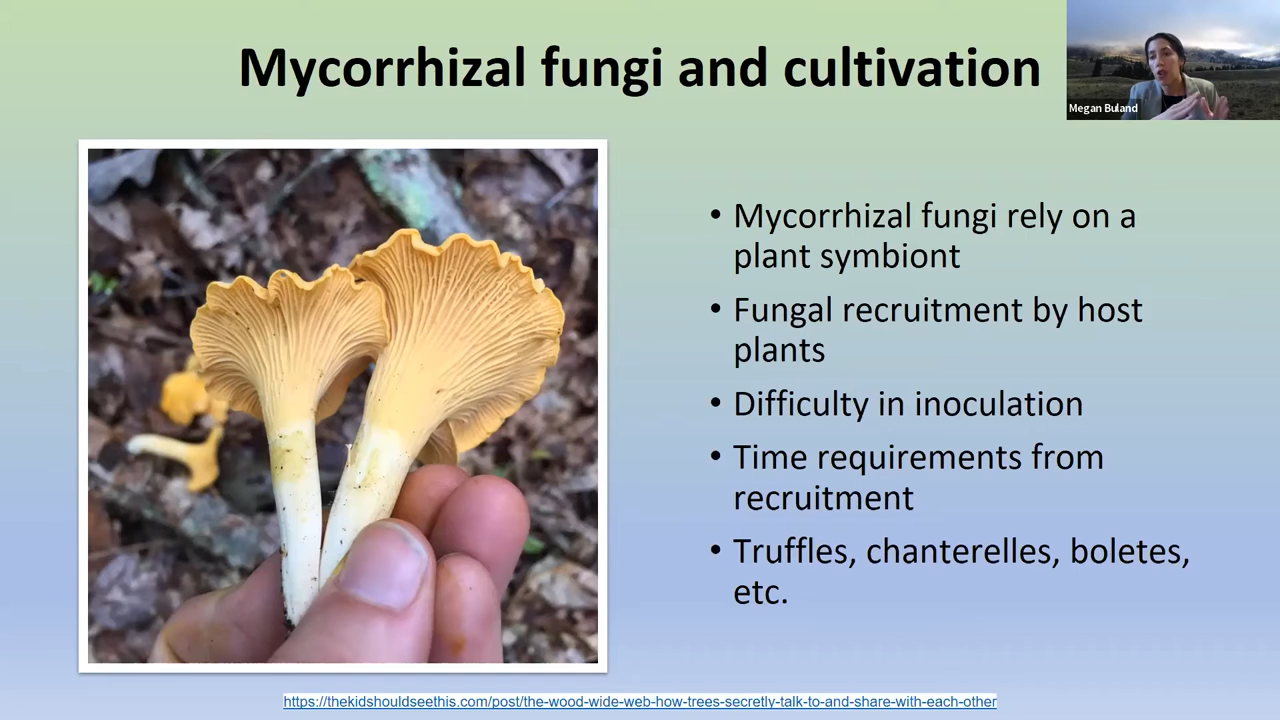 Mycorrhizal fungi and cultivation
Megan Buland
• Mycorrhizal fungi rely on a
plant symbiont
• Fungal recruitment by host
plants
• Difficulty in inoculation
• Time requirements from
recruitment
• Truffles, chanterelles, boletes,
etc.
https://thekidshouldseethis.com/post/the-wood-wide-web-how-trees-secretly-talk-to-and-share-with-each-other